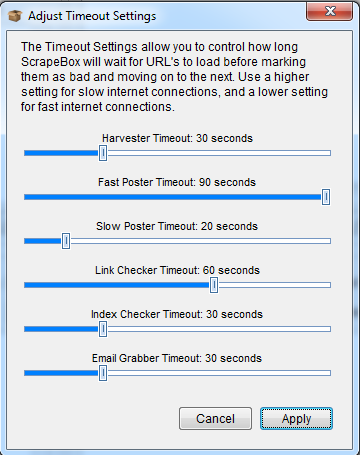 Adjust Timeout Settings
The Timeout Settings allow you to control how long
ScrapeBox will wait for URL's to load before marking
them as bad and moving on to the next. Use a higher
setting for slow internet connections, and a lower setting
for fast internet connections.
Harvester Timeout: 30 seconds
Fast Poster Timeout: 90 seconds
Slow Poster Timeout: 20 seconds
Link Checker Timeout: 60 seconds
Index Checker Timeout: 30 seconds
Email Grabber Timeout: 30 seconds
Cancel Apply